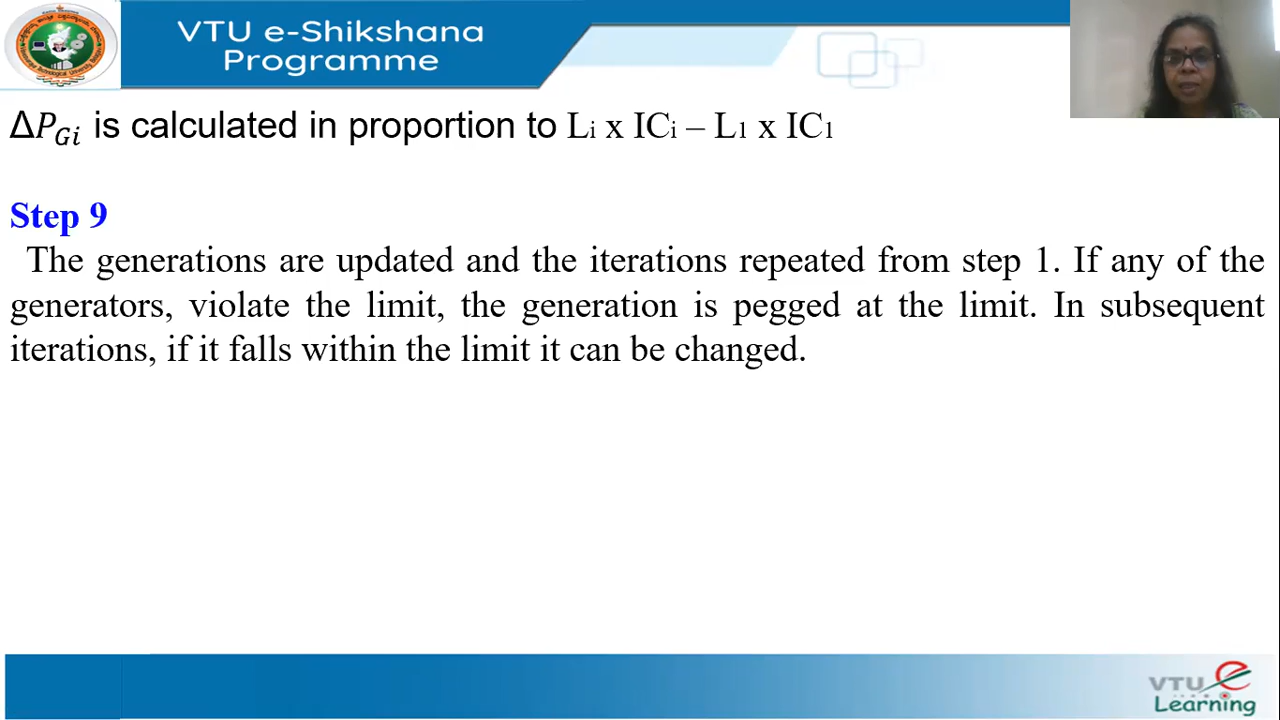 VTU e-Shikshana
Programme
ΔP_Gi is calculated in proportion to Lᵢ x ICᵢ – L₁ x IC₁
Step 9
The generations are updated and the iterations repeated from step 1. If any of the
generators, violate the limit, the generation is pegged at the limit. In subsequent
iterations, if it falls within the limit it can be changed.
VTU e
Learning